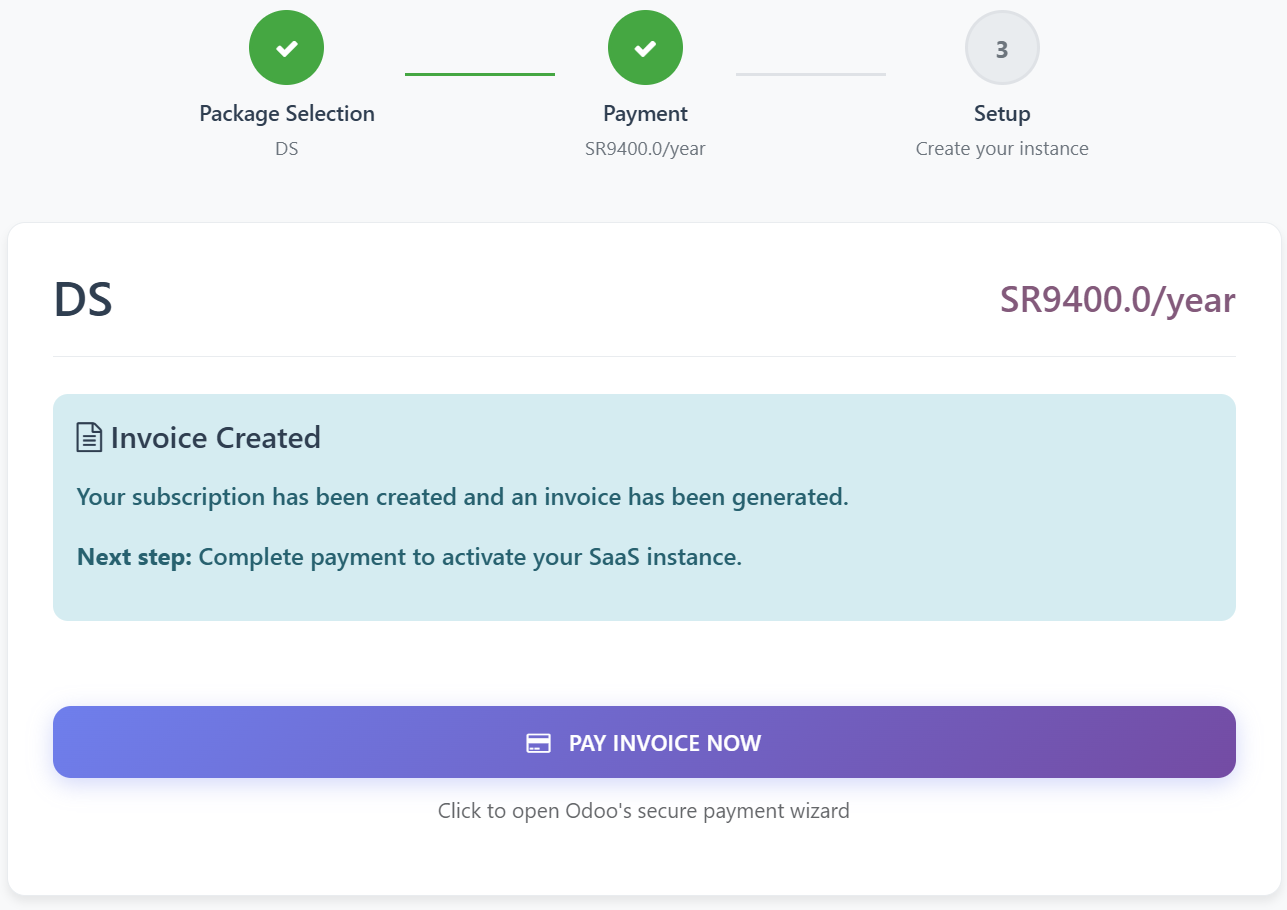 3
Package Selection
Payment
Setup
DS
SR9400.0/year
Create your instance
DS
SR9400.0/year
Invoice Created
Your subscription has been created and an invoice has been generated.
Next step: Complete payment to activate your SaaS instance.
PAY INVOICE NOW
Click to open Odoo's secure payment wizard